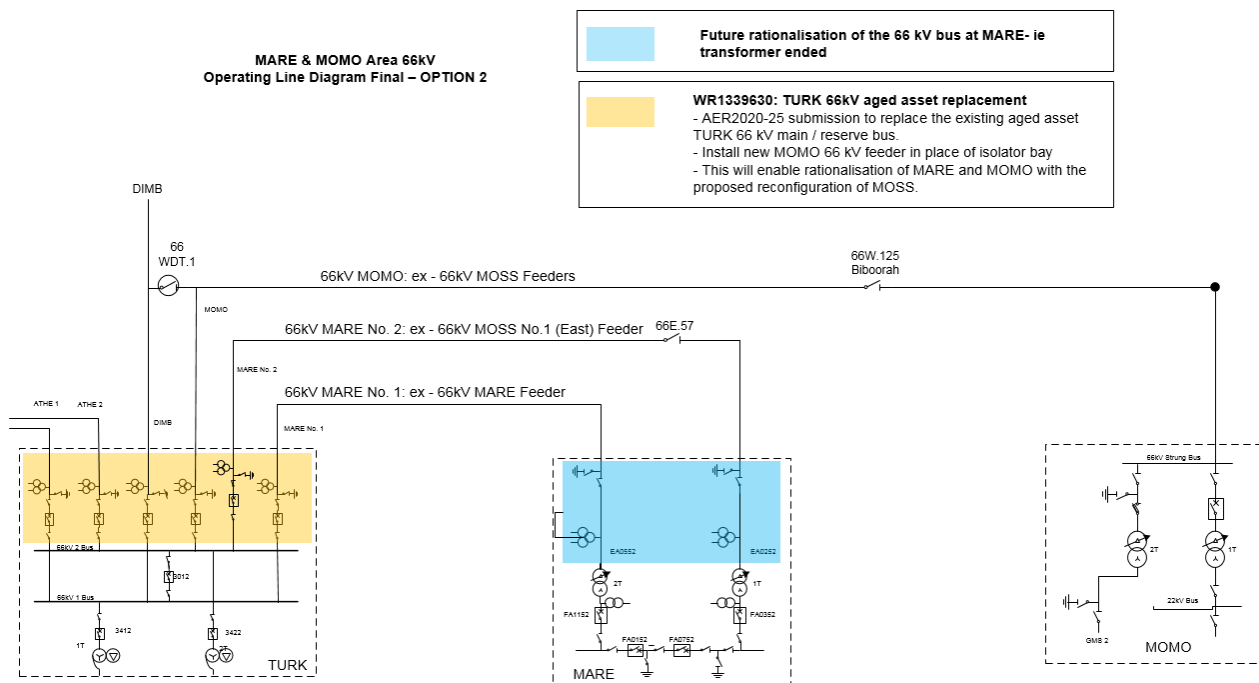 MARE & MOMO Area 66kV
Operating Line Diagram Final – OPTION 2
Future rationalisation of the 66 kV bus at MARE- ie
transformer ended
WR1339630: TURK 66kV aged asset replacement
- AER2020-25 submission to replace the existing aged asset
TURK 66 kV main / reserve bus.
- Install new MOMO 66 kV feeder in place of isolator bay
- This will enable rationalisation of MARE and MOMO with the
proposed reconfiguration of MOSS.
DIMB
66
WDT.1
66kV MOMO: ex - 66kV MOSS Feeders
66W.125
Biboorah
MOMO
66kV MARE No. 2: ex - 66kV MOSS No.1 (East) Feeder
66E.57
MARE No. 2
66kV MARE No. 1: ex - 66kV MARE Feeder
ATHE 1
ATHE 2
DIMB
MARE No. 1
66kV Strung Bus
66kV 2 Bus
EA0552
EA0252
2T
1T
3012
2T
1T
66kV 1 Bus
22kV Bus
FA1152
FA0352
3412
3422
1T
2T
FA0152
FA0752
GMS 2
TURK
MARE
MOMO